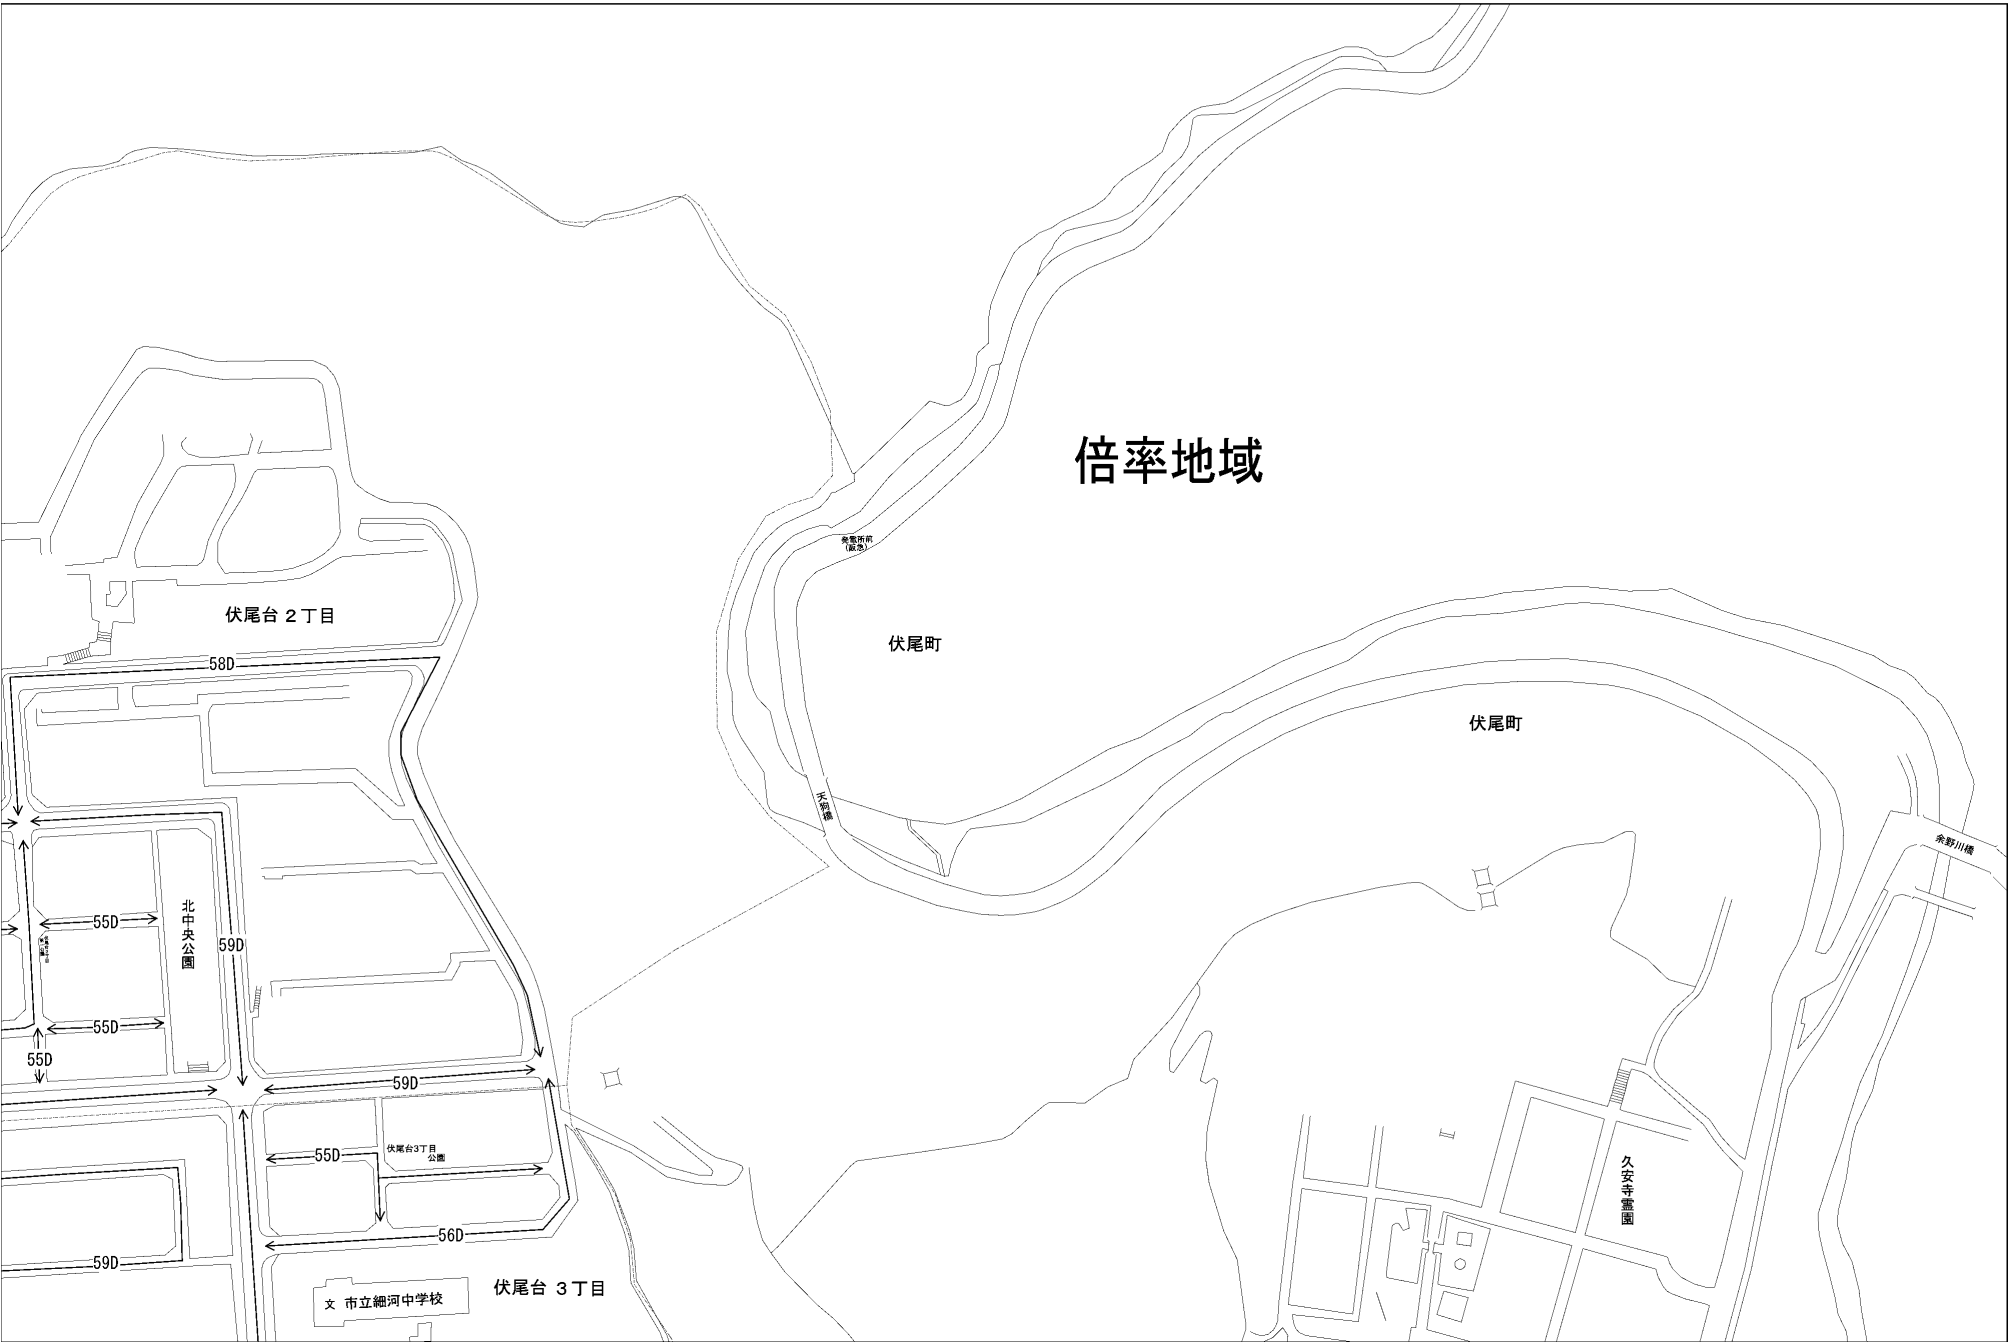 倍率地域
発電所前
(阪急)
伏尾台 2丁目
伏尾町
58D
伏尾町
天狗橋
余野川橋
北中央公園
55D
59D
55D
55D
59D
伏尾台3丁目
公園
55D
久安寺霊園
56D
59D
伏尾台 3丁目
文 市立細河中学校